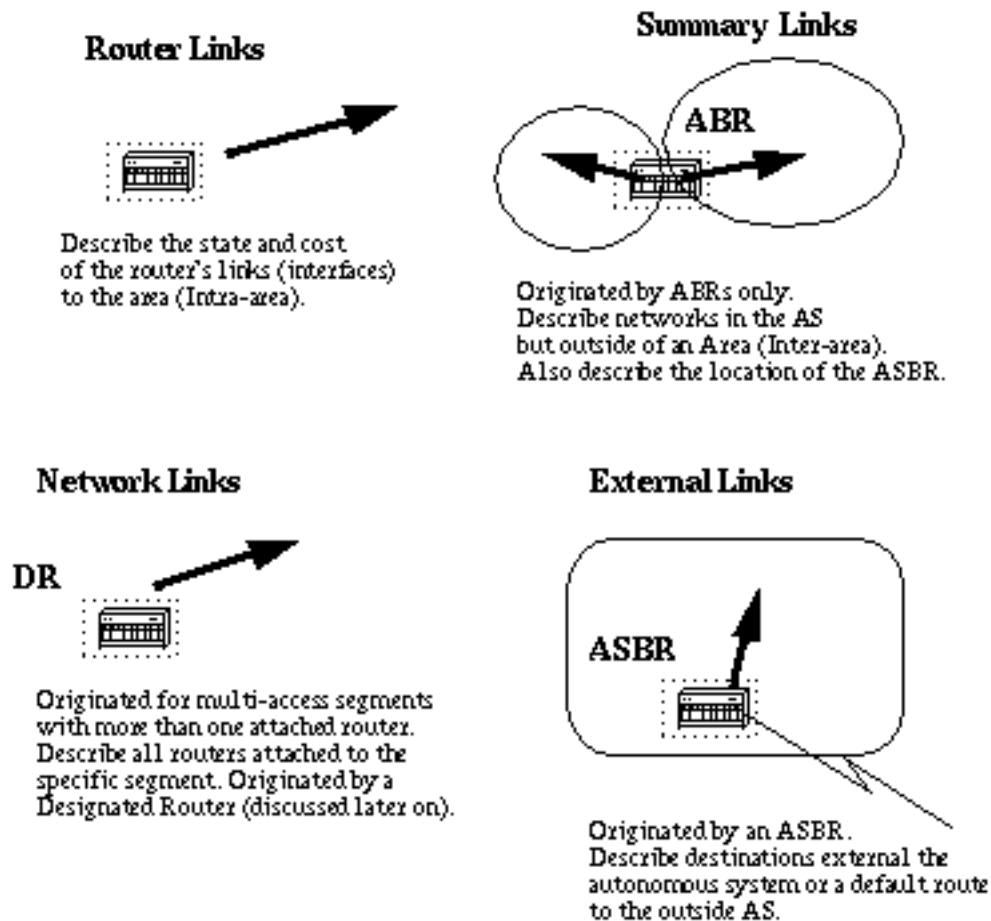 Router Links
Describe the state and cost
of the router's links (interfaces)
to the area (Intra-area).
Summary Links
ABR
Originated by ABRs only.
Describe networks in the AS
but outside of an Area (Inter-area).
Also describe the location of the ASBR.
Network Links
DR
Originated for multi-access segments
with more than one attached router.
Describe all routers attached to the
specific segment. Originated by a
Designated Router (discussed later on).
External Links
ASBR
Originated by an ASBR.
Describe destinations external the
autonomous system or a default route
to the outside AS.